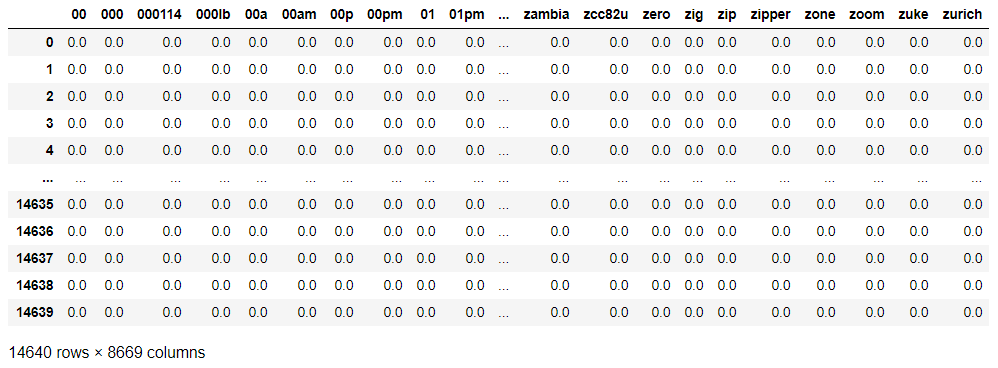 00 000 000114 000lb 00a 00am 00p 00pm 01 01pm ... zambia zcc82u zero zig zip zipper zone zoom zuke zurich
0 0.0 0.0 0.0 0.0 0.0 0.0 0.0 0.0 0.0 0.0 ... 0.0 0.0 0.0 0.0 0.0 0.0 0.0 0.0 0.0 0.0
1 0.0 0.0 0.0 0.0 0.0 0.0 0.0 0.0 0.0 0.0 ... 0.0 0.0 0.0 0.0 0.0 0.0 0.0 0.0 0.0 0.0
2 0.0 0.0 0.0 0.0 0.0 0.0 0.0 0.0 0.0 0.0 ... 0.0 0.0 0.0 0.0 0.0 0.0 0.0 0.0 0.0 0.0
3 0.0 0.0 0.0 0.0 0.0 0.0 0.0 0.0 0.0 0.0 ... 0.0 0.0 0.0 0.0 0.0 0.0 0.0 0.0 0.0 0.0
4 0.0 0.0 0.0 0.0 0.0 0.0 0.0 0.0 0.0 0.0 ... 0.0 0.0 0.0 0.0 0.0 0.0 0.0 0.0 0.0 0.0
... ... ... ... ... ... ... ... ... ... ... ... ... ... ... ... ... ... ... ... ... ...
14635 0.0 0.0 0.0 0.0 0.0 0.0 0.0 0.0 0.0 0.0 ... 0.0 0.0 0.0 0.0 0.0 0.0 0.0 0.0 0.0 0.0
14636 0.0 0.0 0.0 0.0 0.0 0.0 0.0 0.0 0.0 0.0 ... 0.0 0.0 0.0 0.0 0.0 0.0 0.0 0.0 0.0 0.0
14637 0.0 0.0 0.0 0.0 0.0 0.0 0.0 0.0 0.0 0.0 ... 0.0 0.0 0.0 0.0 0.0 0.0 0.0 0.0 0.0 0.0
14638 0.0 0.0 0.0 0.0 0.0 0.0 0.0 0.0 0.0 0.0 ... 0.0 0.0 0.0 0.0 0.0 0.0 0.0 0.0 0.0 0.0
14639 0.0 0.0 0.0 0.0 0.0 0.0 0.0 0.0 0.0 0.0 ... 0.0 0.0 0.0 0.0 0.0 0.0 0.0 0.0 0.0 0.0
14640 rows × 8669 columns